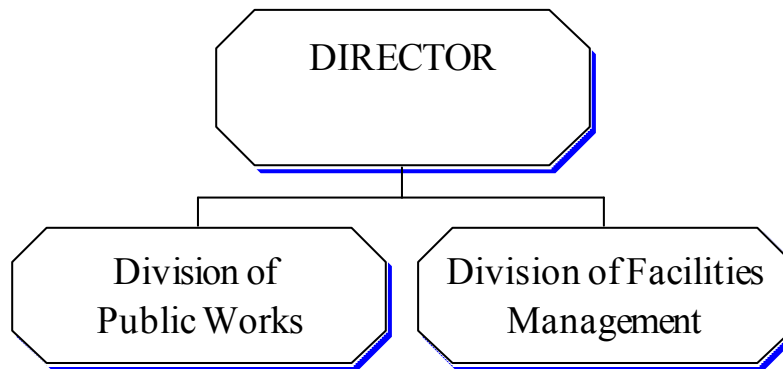 DIRECTOR
Division of
Public Works
Division of Facilities
Management